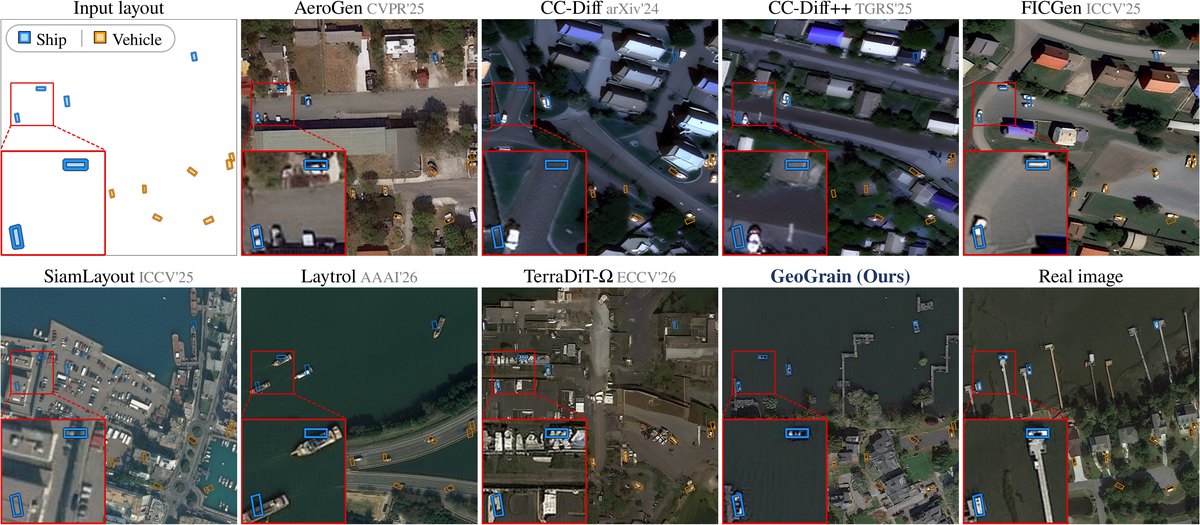 Input layout
AeroGen CVPR'25
CC-Diff arXiv'24
CC-Diff++ TGRS'25
FICGen ICCV'25
Ship
Vehicle
SiamLayout ICCV'25
Laytrol AAAI'26
TerraDiT-Ω ECCV'26
GeoGrain (Ours)
Real image